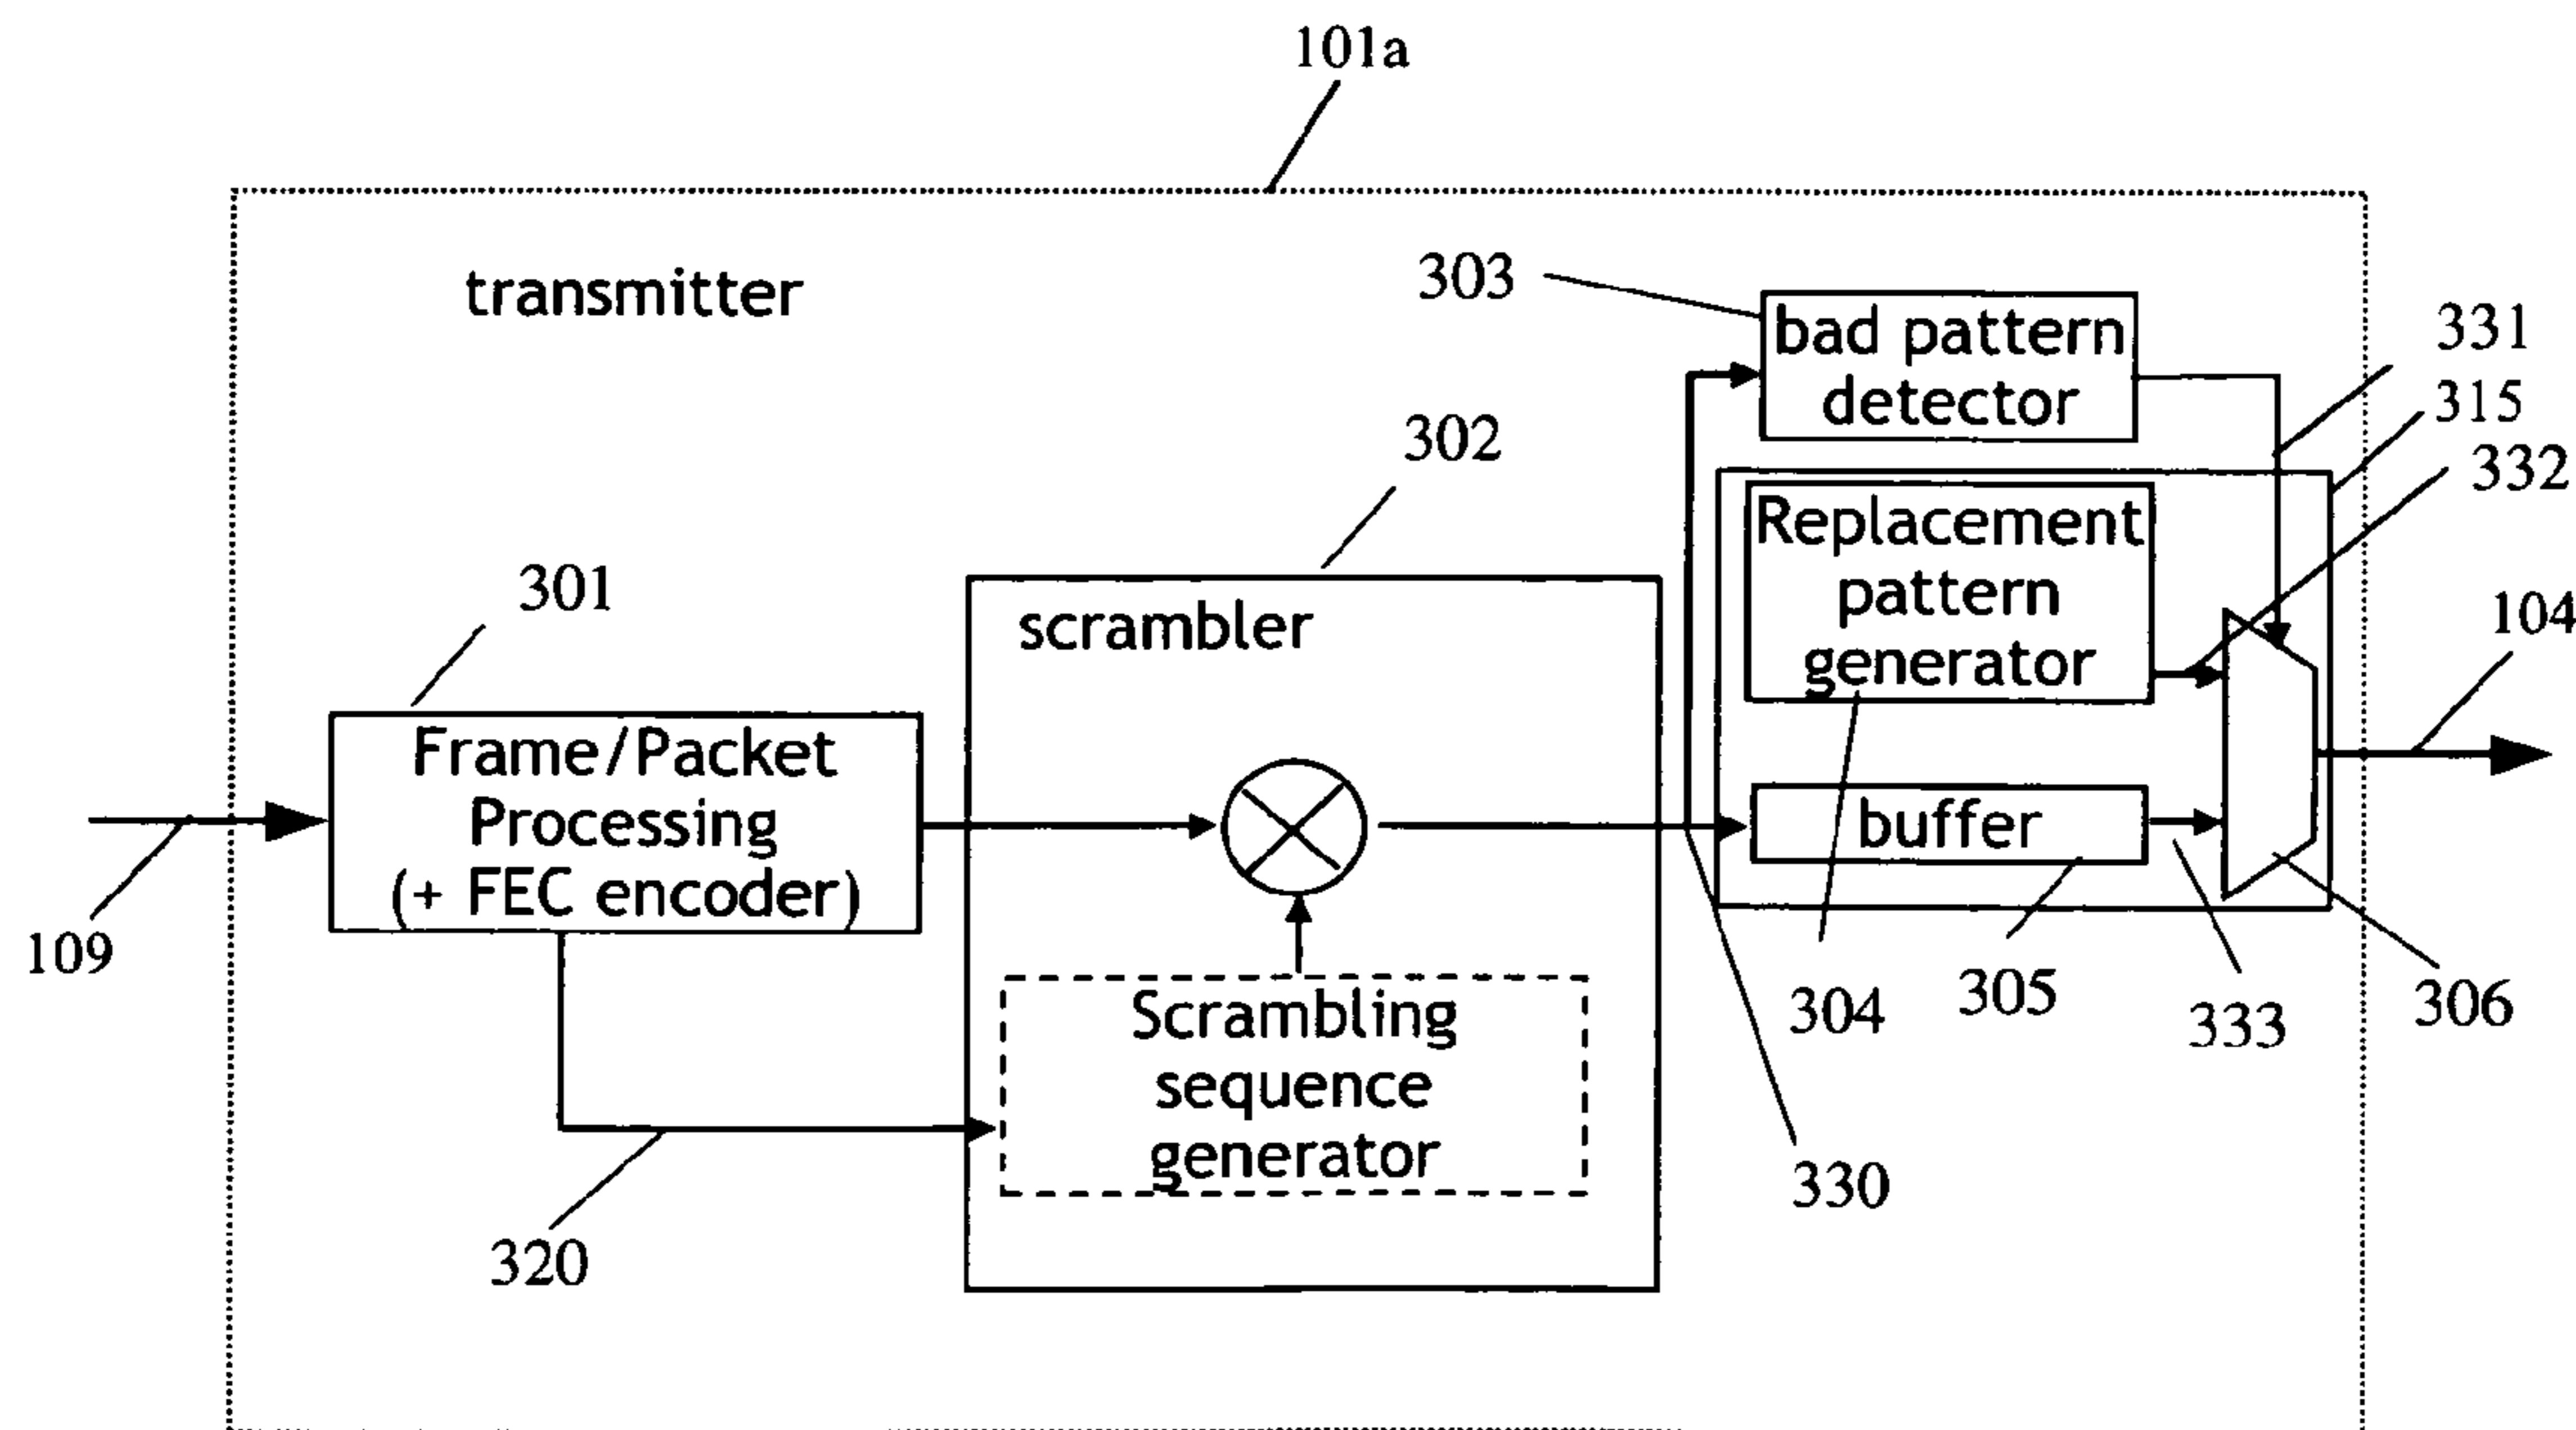 101a
transmitter
303
bad pattern
detector
331
315
332
302
Replacement
pattern
generator
104
301
scrambler
Frame/Packet
Processing
(+ FEC encoder)
buffer
109
304
305
333
306
Scrambling
sequence
generator
330
320